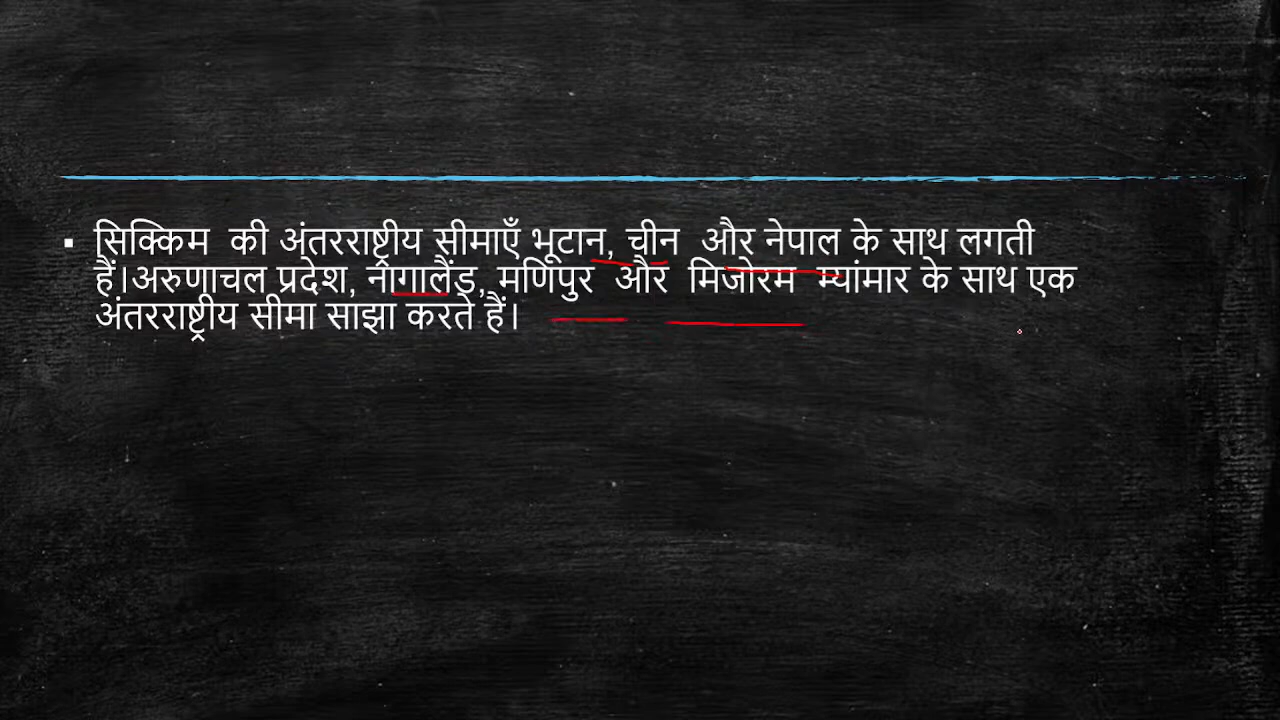 ▪ सिक्किम की अंतरराष्ट्रीय सीमाएँ भूटान, चीन और नेपाल के साथ लगती
हैं।अरुणाचल प्रदेश, नागालैंड, मणिपुर और मिजोरम म्यांमार के साथ एक
अंतरराष्ट्रीय सीमा साझा करते हैं।